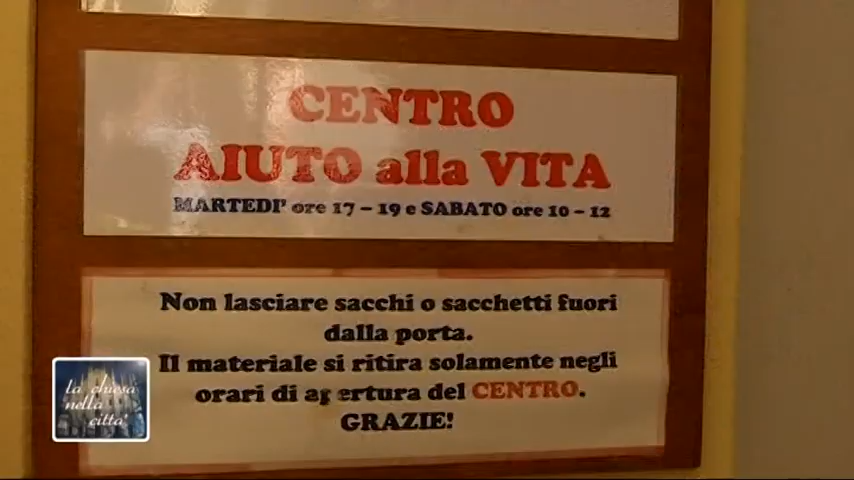 CENTRO
AIUTO alla VITA
MARTEDI' ore 17 – 19 e SABATO ore 10 – 12
Non lasciare sacchi o sacchetti fuori
dalla porta.
Il materiale si ritira solamente negli
orari di apertura del CENTRO.
GRAZIE!
la chiesa
nella
città